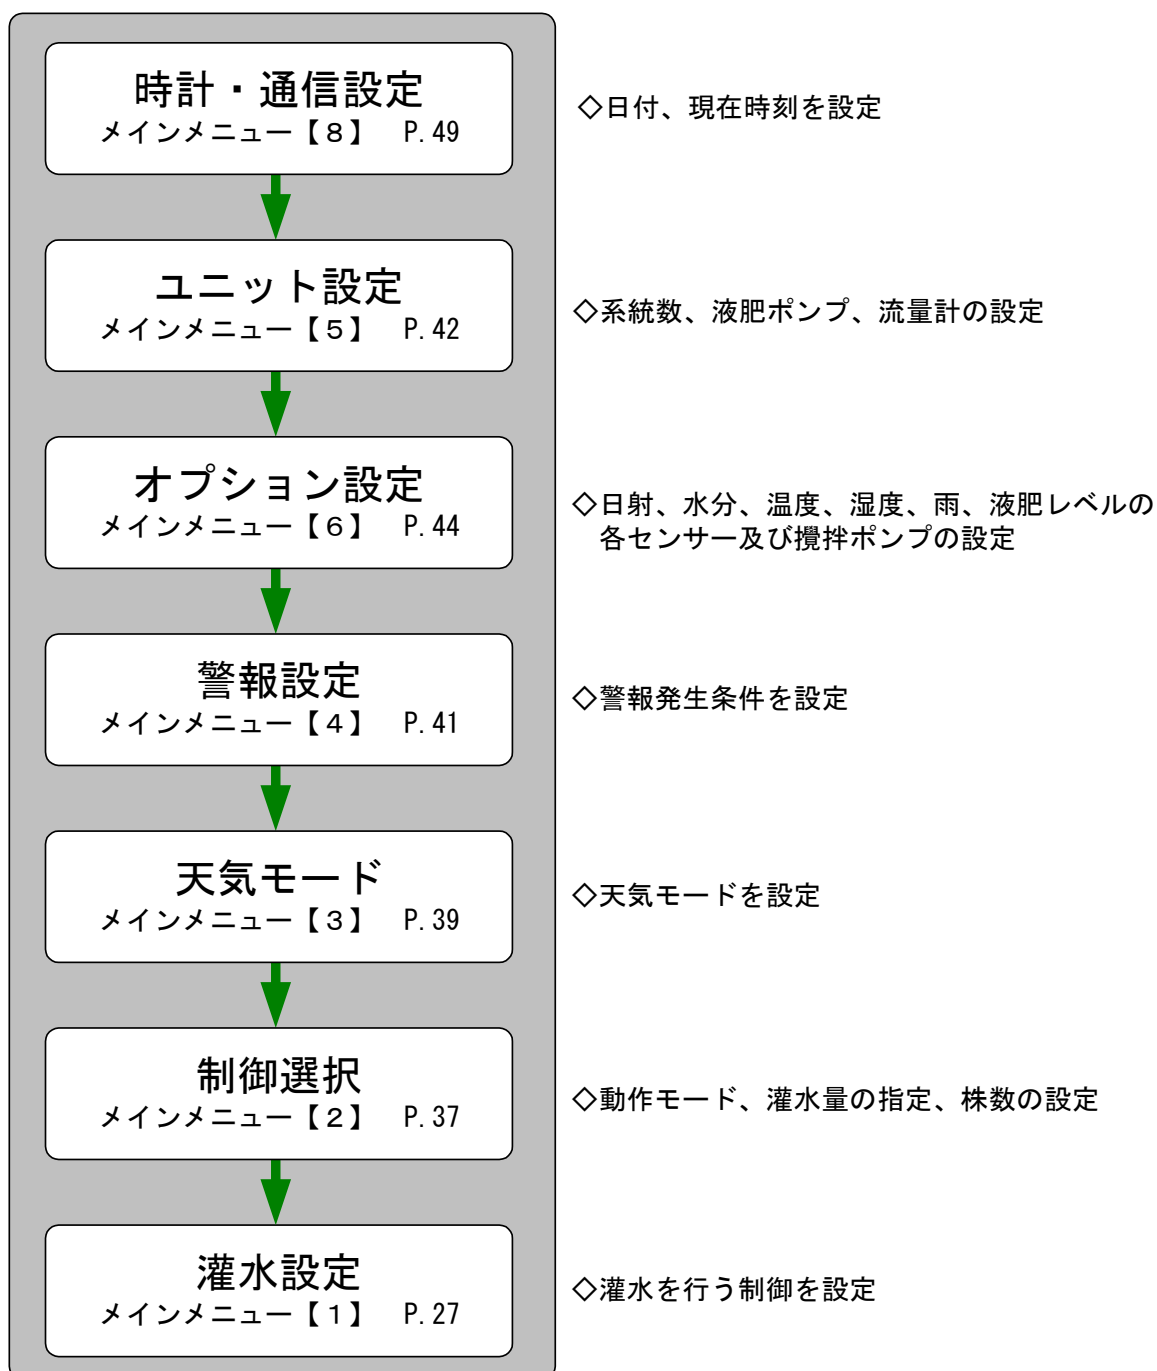 時計・通信設定
メインメニュー【８】　P.49
◇日付、現在時刻を設定
ユニット設定
メインメニュー【５】　P.42
◇系統数、液肥ポンプ、流量計の設定
オプション設定
メインメニュー【６】　P.44
◇日射、水分、温度、湿度、雨、液肥レベルの
各センサー及び攪拌ポンプの設定
警報設定
メインメニュー【４】　P.41
◇警報発生条件を設定
天気モード
メインメニュー【３】　P.39
◇天気モードを設定
制御選択
メインメニュー【２】　P.37
◇動作モード、灌水量の指定、株数の設定
灌水設定
メインメニュー【１】　P.27
◇灌水を行う制御を設定